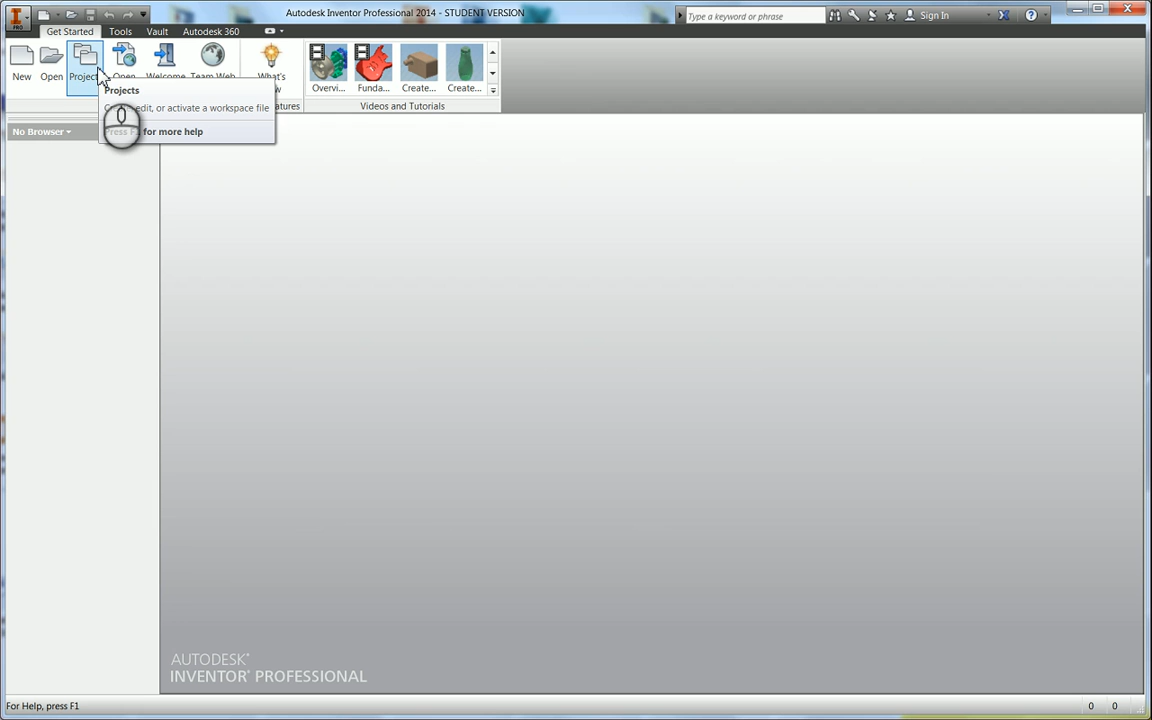 Autodesk Inventor Professional 2014 - STUDENT VERSION
Type a keyword or phrase
Sign In
Get Started Tools Vault Autodesk 360
New Open Projects Open Welcome Team Web What's
Overvi... Funda... Create... Create...
Videos and Tutorials
Projects
edit, or activate a workspace file
for more help
No Browser
AUTODESK®
INVENTOR® PROFESSIONAL
For Help, press F1
0 0